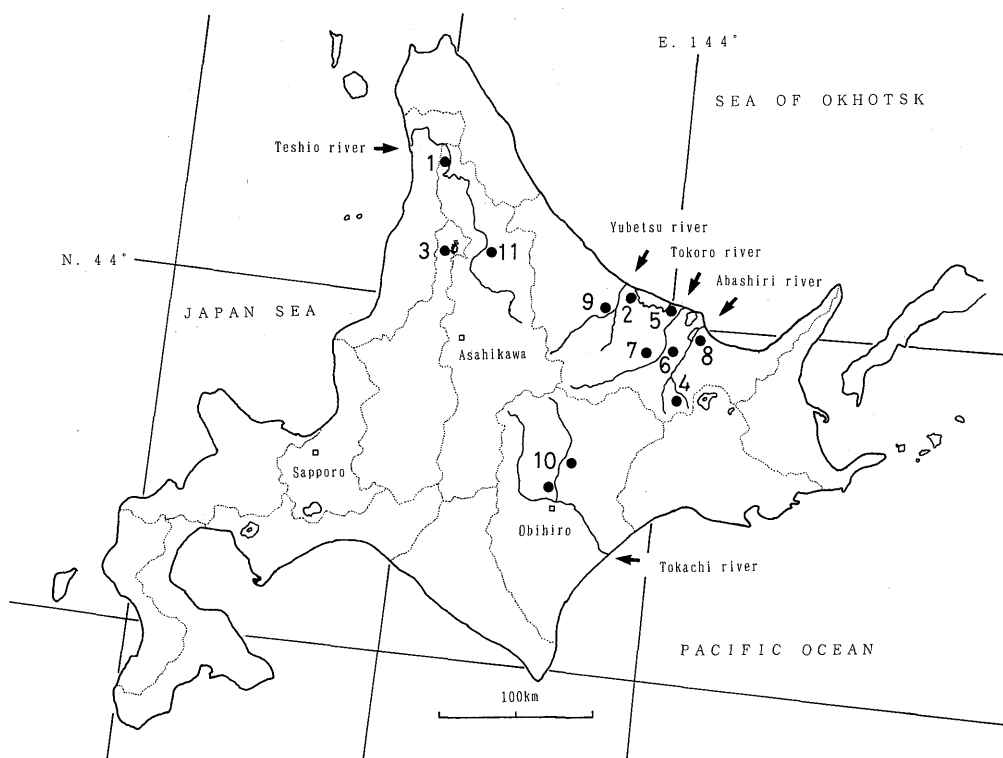 E. 144°
SEA OF OKHOTSK
Teshio river
1
Yubetsu river
3
11
Tokoro river
N. 44°
Abashiri river
JAPAN SEA
9
2
5
Asahikawa
7
6
8
4
10
Sapporo
Obihiro
Tokachi river
PACIFIC OCEAN
100km